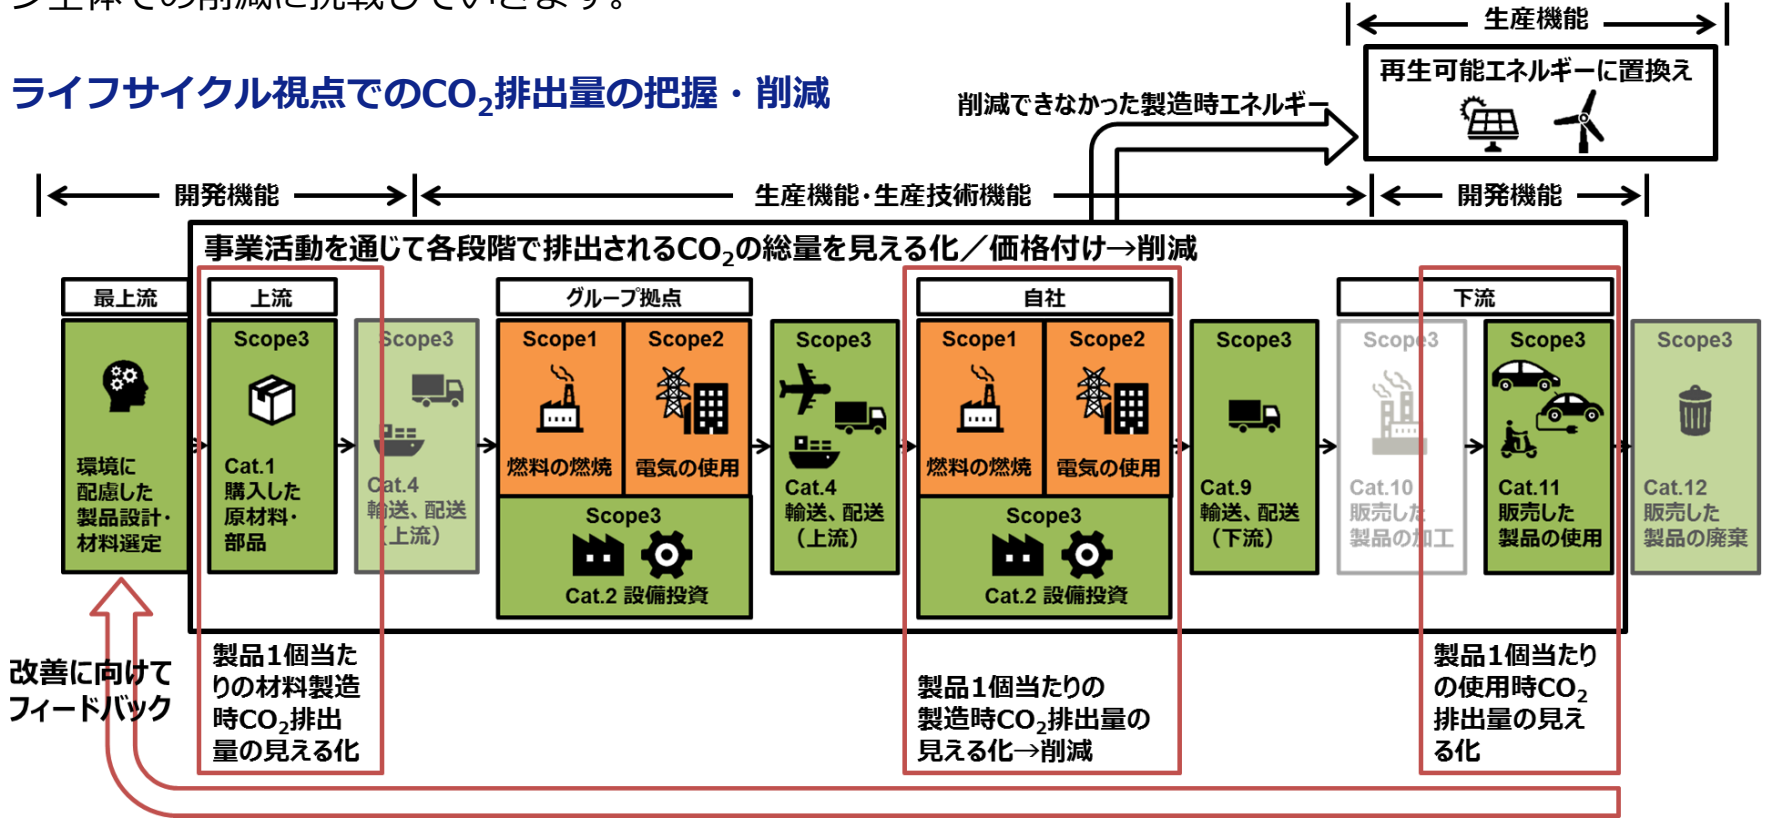 ライフサイクル視点でのCO₂排出量の把握・削減
生産機能
再生可能エネルギーに置換え
削減できなかった製造時エネルギー
開発機能
生産機能・生産技術機能
開発機能
事業活動を通じて各段階で排出されるCO₂の総量を見える化／価格付け→削減
最上流
環境に
配慮した
製品設計・
材料選定
上流
Scope3
Cat.1
購入した
原材料・
部品
Scope3
Cat.4
輸送、配送
（上流）
グループ拠点
Scope1
燃料の燃焼
Scope2
電気の使用
Scope3
Cat.2 設備投資
Scope3
Cat.4
輸送、配送
（上流）
自社
Scope1
燃料の燃焼
Scope2
電気の使用
Scope3
Cat.2 設備投資
Scope3
Cat.9
輸送、配送
（下流）
下流
Scope3
Cat.10
販売した
製品の加工
Scope3
Cat.11
販売した
製品の使用
Scope3
Cat.12
販売した
製品の廃棄
改善に向けて
フィードバック
製品1個当た
りの材料製造
時CO₂排出
量の見える化
製品1個当たりの
製造時CO₂排出量の
見える化→削減
製品1個当たり
の使用時CO₂
排出量の見え
る化